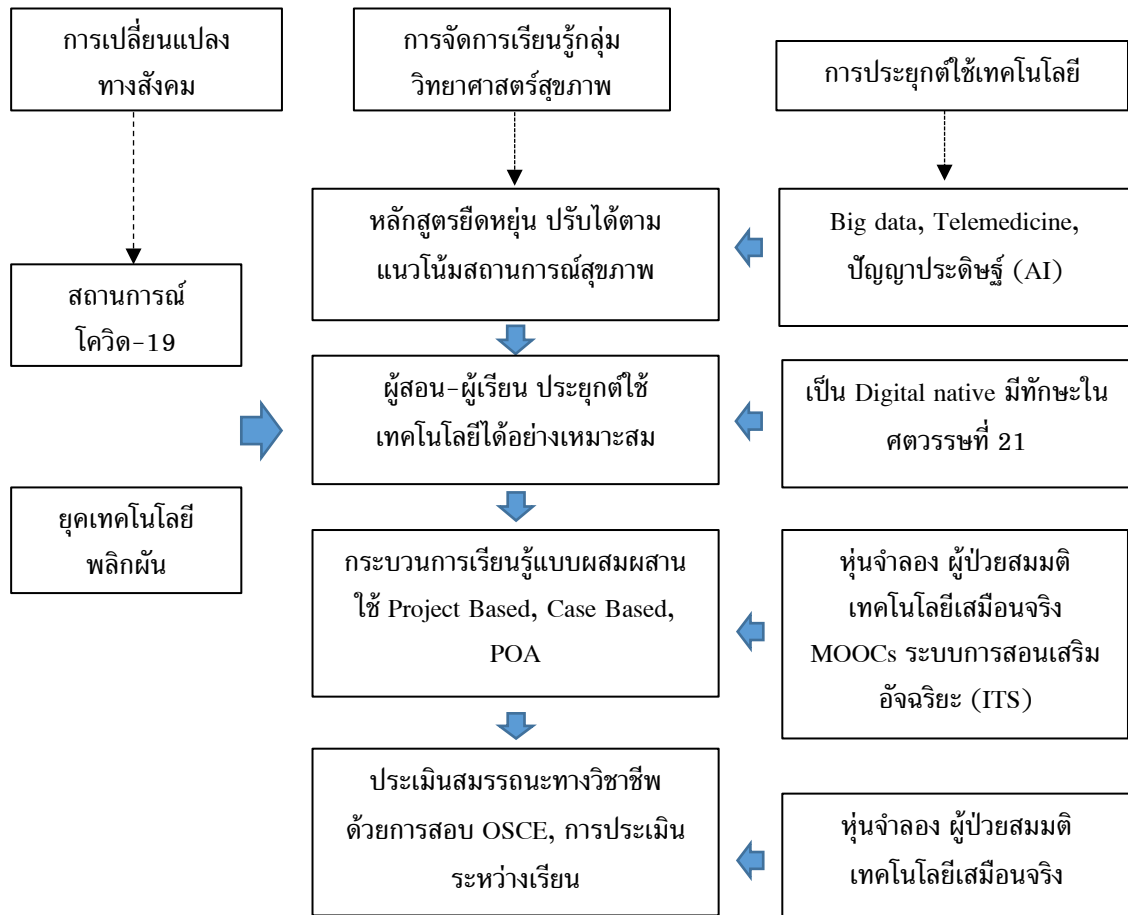 การเปลี่ยนแปลง
ทางสังคม
การจัดการเรียนรู้กลุ่ม
วิทยาศาสตร์สุขภาพ
การประยุกต์ใช้เทคโนโลยี
หลักสูตรยืดหยุ่น ปรับได้ตาม
แนวโน้มสถานการณ์สุขภาพ
Big data, Telemedicine,
ปัญญาประดิษฐ์ (AI)
สถานการณ์
โควิด-19
ผู้สอน-ผู้เรียน ประยุกต์ใช้
เทคโนโลยีได้อย่างเหมาะสม
เป็น Digital native มีทักษะใน
ศตวรรษที่ 21
ยุคเทคโนโลยี
พลิกผัน
กระบวนการเรียนรู้แบบผสมผสาน
ใช้ Project Based, Case Based,
POA
หุ่นจำลอง ผู้ป่วยสมมติ
เทคโนโลยีเสมือนจริง
MOOCs ระบบการสอนเสริม
อัจฉริยะ (ITS)
ประเมินสมรรถนะทางวิชาชีพ
ด้วยการสอบ OSCE, การประเมิน
ระหว่างเรียน
หุ่นจำลอง ผู้ป่วยสมมติ
เทคโนโลยีเสมือนจริง